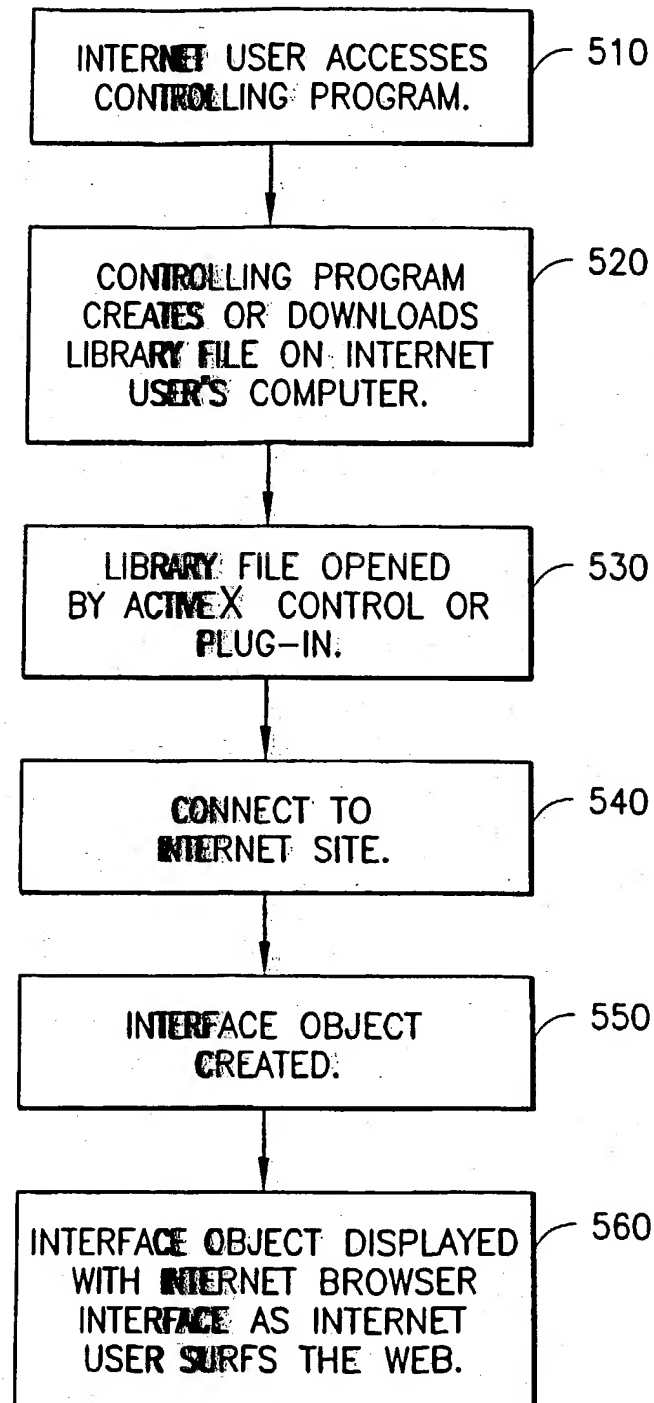 INTERNET USER ACCESSES
CONTROLLING PROGRAM.
510
CONTROLLING PROGRAM
CREATES OR DOWNLOADS
LIBRARY FILE ON INTERNET
USER'S COMPUTER.
520
LIBRARY FILE OPENED
BY ACTIVE X CONTROL OR
PLUG-IN.
530
CONNECT TO
INTERNET SITE.
540
INTERFACE OBJECT
CREATED.
550
INTERFACE OBJECT DISPLAYED
WITH INTERNET BROWSER
INTERFACE AS INTERNET
USER SURFS THE WEB.
560